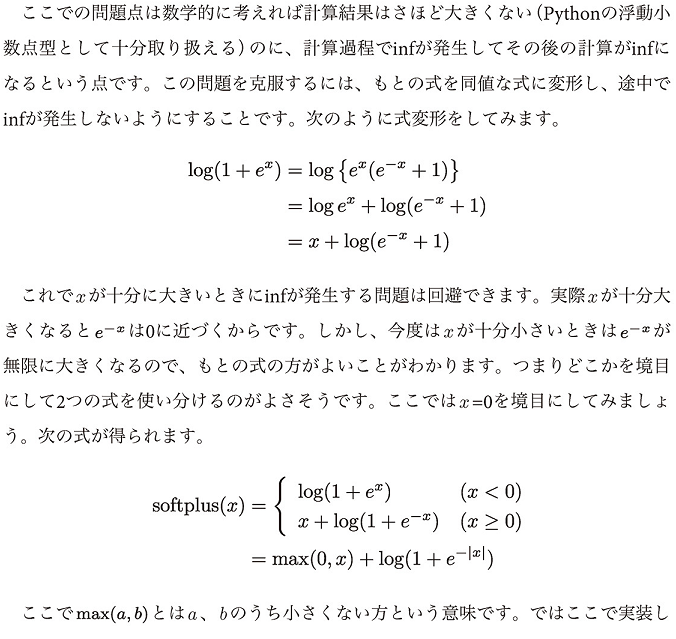 ここでの問題点は数学的に考えれば計算結果はさほど大きくない(Pythonの浮動小
数点型として十分取り扱える)のに、計算過程でinfが発生してその後の計算がinfに
なるという点です。この問題を克服するには、もとの式を同値な式に変形し、途中で
infが発生しないようにすることです。次のように式変形をしてみます。
log(1 + e^x) = log {e^x(e^{-x} + 1)}
= log e^x + log(e^{-x} + 1)
= x + log(e^{-x} + 1)
これでxが十分に大きいときにinfが発生する問題は回避できます。実際xが十分大
きくなるとe^{-x}は0に近づくからです。しかし、今度はxが十分小さいときはe^{-x}が
無限に大きくなるので、もとの式の方がよいことがわかります。つまりどこかを境目
にして2つの式を使い分けるのがよさそうです。ここではx=0を境目にしてみましょ
う。次の式が得られます。
softplus(x) = { log(1 + e^x) (x < 0)
x + log(1 + e^{-x}) (x ≥ 0)
= max(0, x) + log(1 + e^{-|x|})
ここでmax(a, b)とはa、bのうち小さくない方という意味です。ではここで実装し